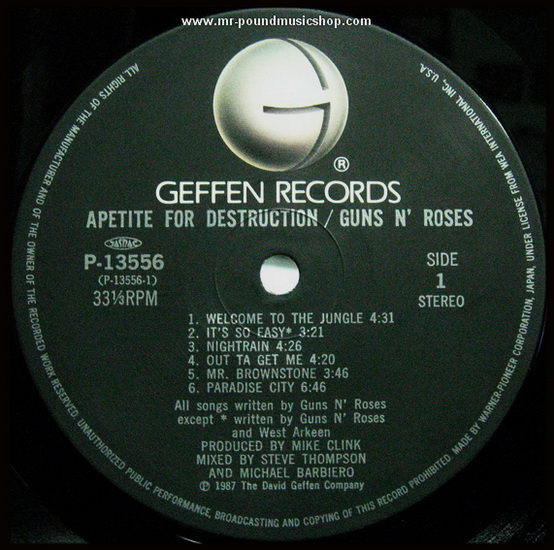 www.mr-poundmusicshop.com
®
GEFFEN RECORDS
APETITE FOR DESTRUCTION / GUNS N' ROSES
JASRAC
P-13556
(P-13556-1)
33⅓RPM
SIDE
1
STEREO
1. WELCOME TO THE JUNGLE 4:31
2. IT'S SO EASY* 3:21
3. NIGHTRAIN 4:26
4. OUT TA GET ME 4:20
5. MR. BROWNSTONE 3:46
6. PARADISE CITY 6:46
All songs written by Guns N' Roses
except * written by Guns N' Roses
and West Arkeen
PRODUCED BY MIKE CLINK
MIXED BY STEVE THOMPSON
AND MICHAEL BARBIERO
℗ 1987 The David Geffen Company
ALL RIGHTS OF THE MANUFACTURER AND OF THE OWNER OF THE RECORDED WORK RESERVED. UNAUTHORIZED PUBLIC PERFORMANCE, BROADCASTING AND COPYING OF THIS RECORD PROHIBITED. MADE BY WARNER-PIONEER CORPORATION, JAPAN, UNDER LICENSE FROM WEA INTERNATIONAL INC., U.S.A.